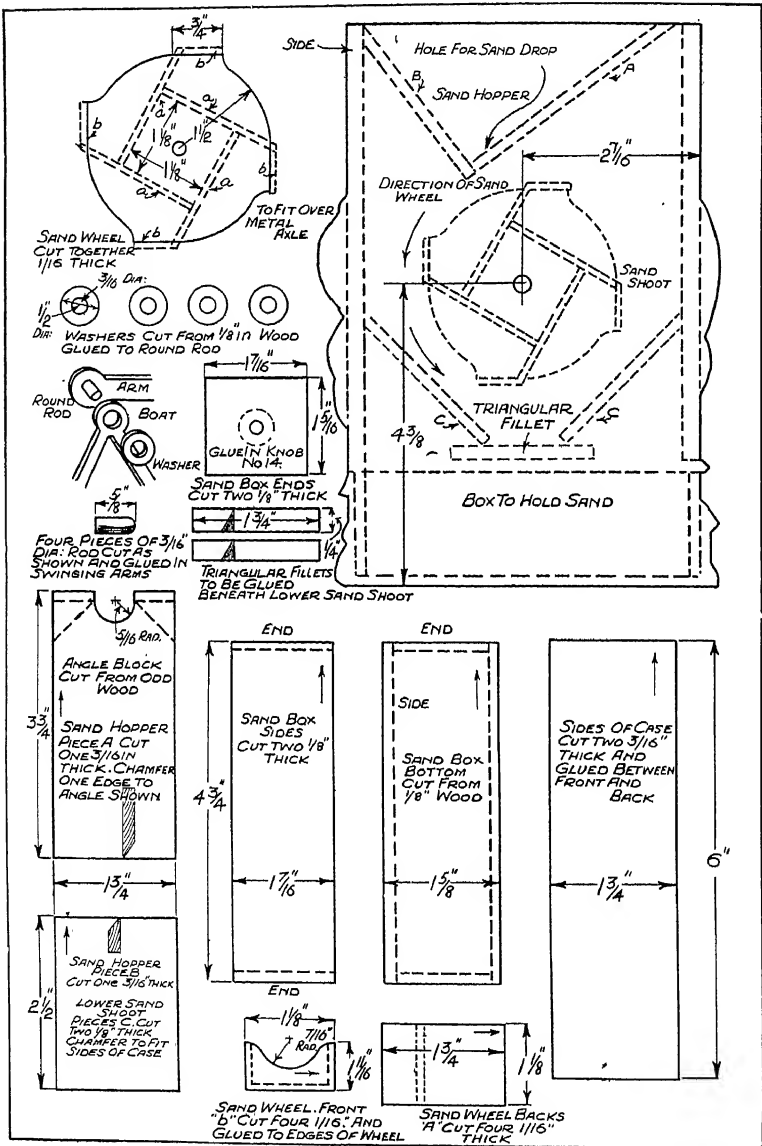 3/4"
b
a
a
1 1/8"
1 1/2"
b
1 1/8"
a
b
a
b
TO FIT OVER
METAL
AXLE
SAND WHEEL
CUT TOGETHER
1/16 THICK
SIDE
HOLE FOR SAND DROP
B
SAND HOPPER
A
2 7/16"
DIRECTION OF SAND
WHEEL
SAND
SHOOT
TRIANGULAR
FILLET
C
C
4 3/8
BOX TO HOLD SAND
3/16 DIA:
1/2"
DIA:
WASHERS CUT FROM 1/8 IN WOOD
GLUED TO ROUND ROD
ARM
ROUND
ROD
BOAT
WASHER
1 7/16"
1 5/16"
GLUE IN KNOB
NO 14.
SAND BOX ENDS
CUT TWO 1/8" THICK
5/8"
FOUR PIECES OF 3/16"
DIA: ROD CUT AS
SHOWN AND GLUED IN
SWINGING ARMS
1 3/4"
1/4"
TRIANGULAR FILLETS
TO BE GLUED
BENEATH LOWER SAND SHOOT
5/16 RAD.
ANGLE BLOCK
CUT FROM ODD
WOOD
3 3/4"
SAND HOPPER
PIECE A CUT
ONE 3/16 IN
THICK. CHAMFER
ONE EDGE TO
ANGLE SHOWN
1 3/4"
SAND HOPPER
PIECE B
CUT ONE 3/16" THICK
2 1/2"
LOWER SAND
SHOOT
PIECES C. CUT
TWO 1/8" THICK
CHAMFER TO FIT
SIDES OF CASE
END
SAND BOX
SIDES
CUT TWO 1/8"
THICK
4 3/4"
1 7/16"
END
END
SIDE
SAND BOX
BOTTOM
CUT FROM
1/8" WOOD
1 5/8"
SIDES OF CASE
CUT TWO 3/16"
THICK AND
GLUED BETWEEN
FRONT AND
BACK
6"
1 3/4"
1 1/8"
7/16"
RAD.
11/16"
SAND WHEEL. FRONT
"b" CUT FOUR 1/16". AND
GLUED TO EDGES OF WHEEL
1 3/4"
1 1/8"
SAND WHEEL BACKS
"A" CUT FOUR 1/16"
THICK